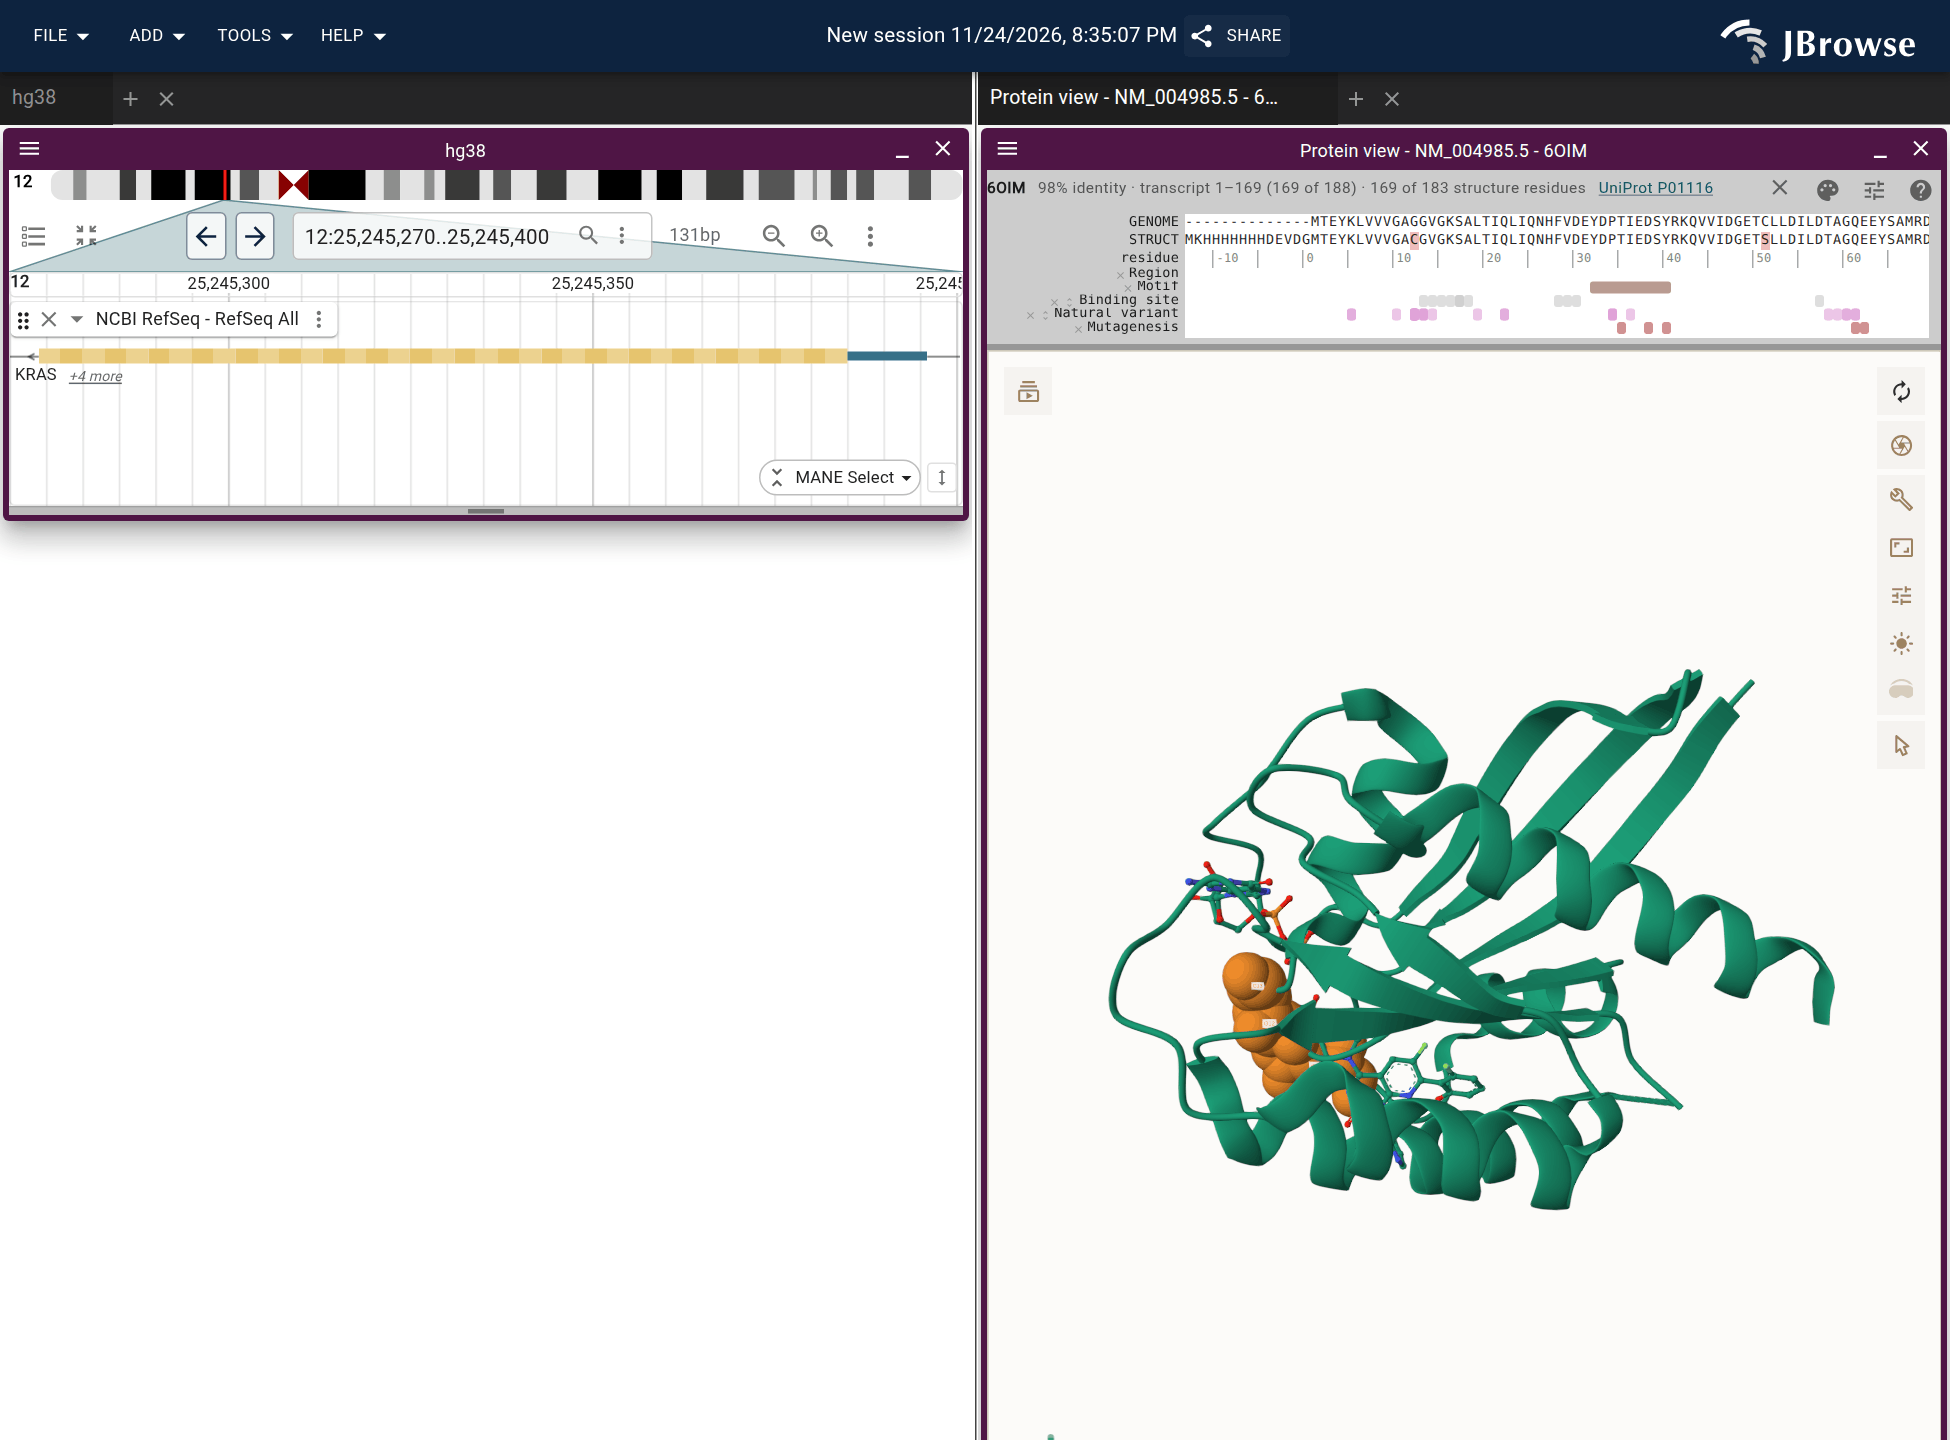 FILE ADD TOOLS HELP New session 11/24/2026, 8:35:07 PM SHARE JBrowse
hg38
Protein view - NM_004985.5 - 6...
hg38
12
12:25,245,270..25,245,400 131bp
12 25,245,300 25,245,350 25,245
NCBI RefSeq - RefSeq All
KRAS +4 more
MANE Select
Protein view - NM_004985.5 - 6OIM
6OIM 98% identity · transcript 1–169 (169 of 188) · 169 of 183 structure residues UniProt P01116
GENOME --------------MTEYKLVVVGAGGVGKSALTIQLIQNHFVDEYDPTIEDSYRKQVVIDGETCLLDILDTAGQEEYSAMRD
STRUCT MKHHHHHHHDEVDGMTEYKLVVVGACGVGKSALTIQLIQNHFVDEYDPTIEDSYRKQVVIDGETSLLDILDTAGQEEYSAMRD
residue -10 0 10 20 30 40 50 60
Region
Motif
Binding site
Natural variant
Mutagenesis